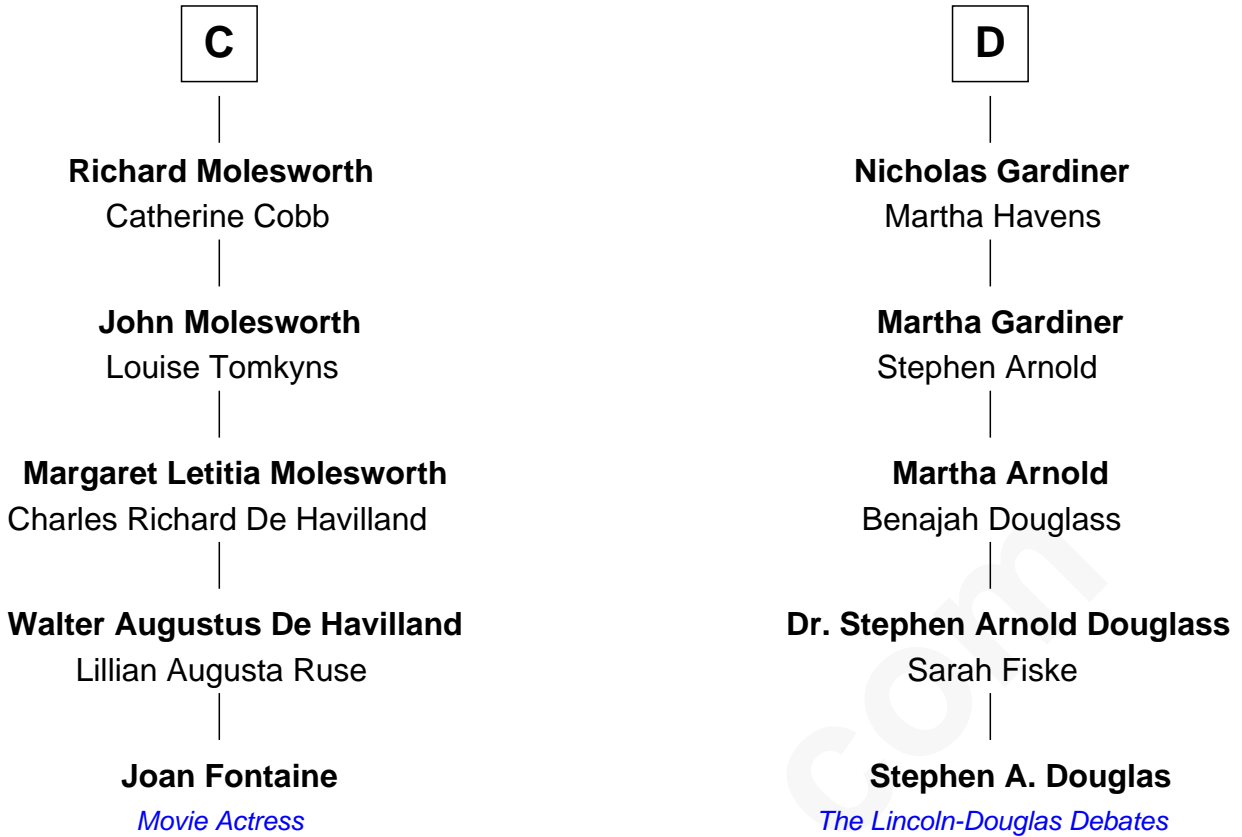 C
Richard Molesworth
Catherine Cobb
John Molesworth
Louise Tomkyns
Margaret Letitia Molesworth
Charles Richard De Havilland
Walter Augustus De Havilland
Lillian Augusta Ruse
Joan Fontaine
Movie Actress
D
Nicholas Gardiner
Martha Havens
Martha Gardiner
Stephen Arnold
Martha Arnold
Benajah Douglass
Dr. Stephen Arnold Douglass
Sarah Fiske
Stephen A. Douglas
The Lincoln-Douglas Debates
com